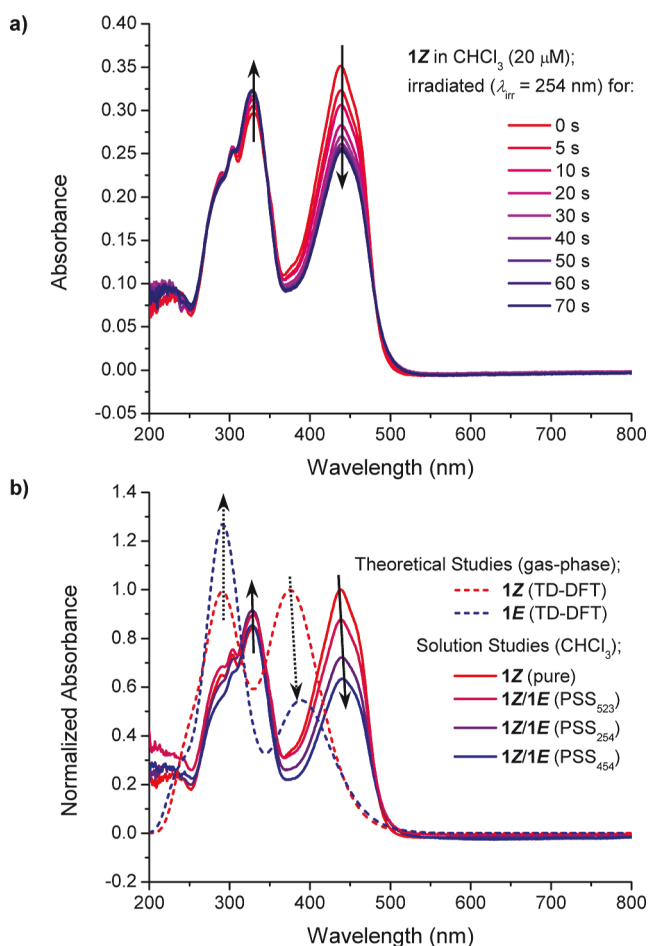 a)
1Z in CHCl3 (20 μM);
irradiated (λirr = 254 nm) for:
0 s
5 s
10 s
20 s
30 s
40 s
50 s
60 s
70 s
0.40
0.35
0.30
0.25
0.20
0.15
0.10
0.05
0.00
-0.05
Absorbance
200 300 400 500 600 700 800
Wavelength (nm)
b)
Theoretical Studies (gas-phase);
1Z (TD-DFT)
1E (TD-DFT)
Solution Studies (CHCl3);
1Z (pure)
1Z/1E (PSS523)
1Z/1E (PSS254)
1Z/1E (PSS454)
1.4
1.2
1.0
0.8
0.6
0.4
0.2
0.0
-0.2
Normalized Absorbance
200 300 400 500 600 700 800
Wavelength (nm)